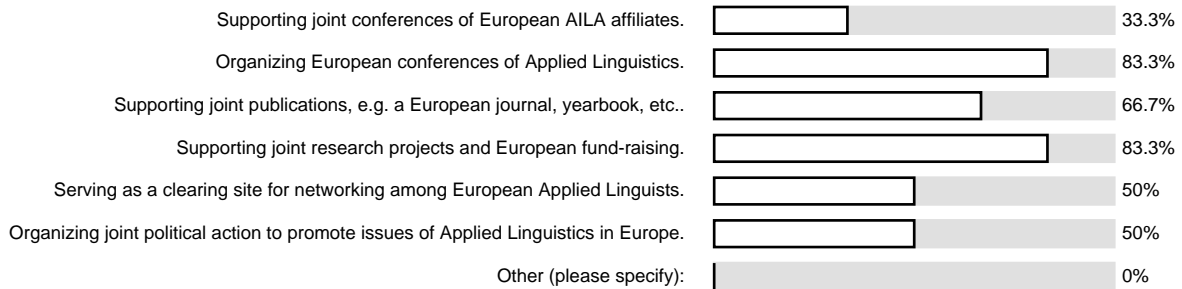 Supporting joint conferences of European AILA affiliates. 33.3%
Organizing European conferences of Applied Linguistics. 83.3%
Supporting joint publications, e.g. a European journal, yearbook, etc.. 66.7%
Supporting joint research projects and European fund-raising. 83.3%
Serving as a clearing site for networking among European Applied Linguists. 50%
Organizing joint political action to promote issues of Applied Linguistics in Europe. 50%
Other (please specify): 0%